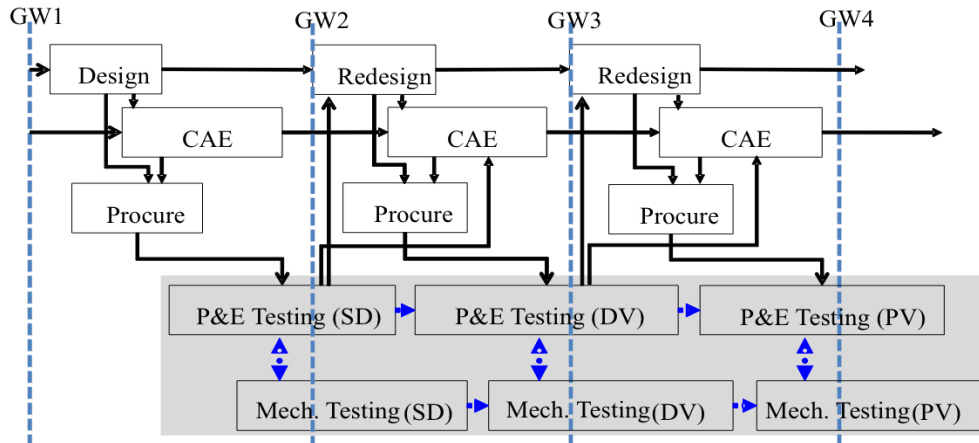 GW1
GW2
GW3
GW4
Design
Redesign
Redesign
CAE
CAE
CAE
Procure
Procure
Procure
P&E Testing (SD)
P&E Testing (DV)
P&E Testing (PV)
Mech. Testing (SD)
Mech. Testing(DV)
Mech. Testing(PV)